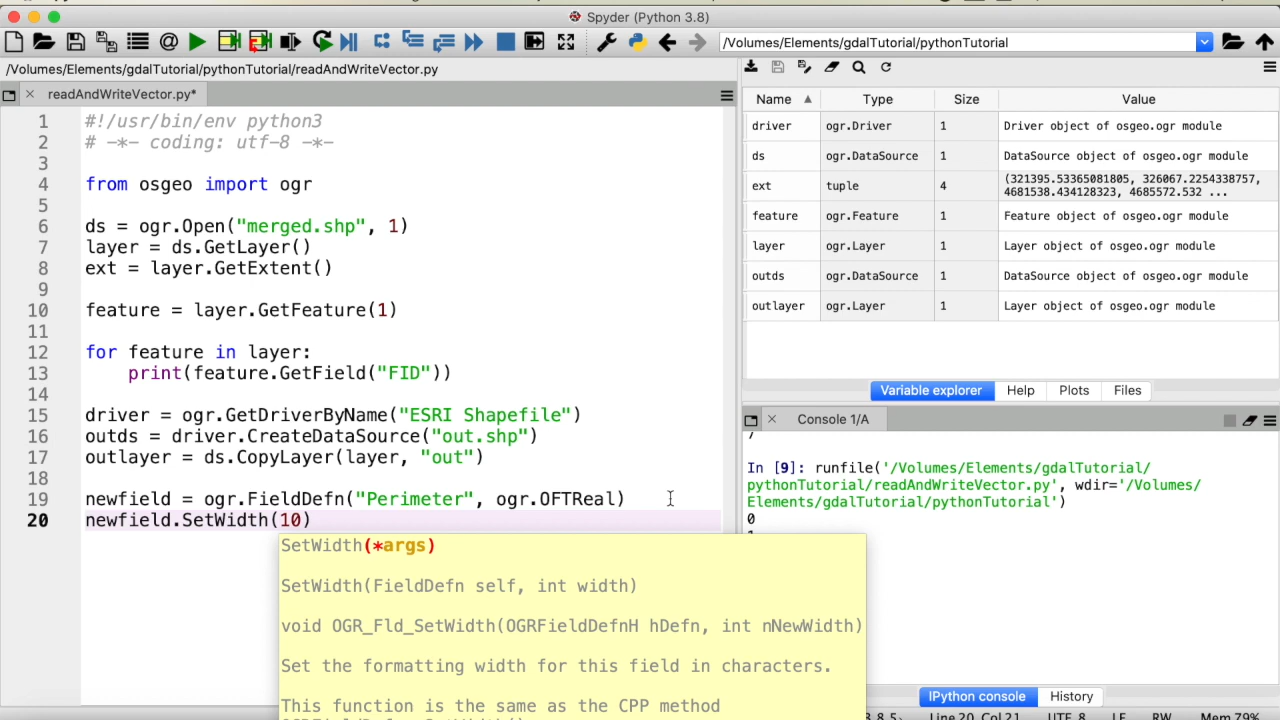 Spyder (Python 3.8)
/Volumes/Elements/gdalTutorial/pythonTutorial
/Volumes/Elements/gdalTutorial/pythonTutorial/readAndWriteVector.py
readAndWriteVector.py*
1 #!/usr/bin/env python3
2 # -*- coding: utf-8 -*-
3
4 from osgeo import ogr
5
6 ds = ogr.Open("merged.shp", 1)
7 layer = ds.GetLayer()
8 ext = layer.GetExtent()
9
10 feature = layer.GetFeature(1)
11
12 for feature in layer:
13 print(feature.GetField("FID"))
14
15 driver = ogr.GetDriverByName("ESRI Shapefile")
16 outds = driver.CreateDataSource("out.shp")
17 outlayer = ds.CopyLayer(layer, "out")
18
19 newfield = ogr.FieldDefn("Perimeter", ogr.OFTReal)
20 newfield.SetWidth(10)
SetWidth(*args)
SetWidth(FieldDefn self, int width)
void OGR_Fld_SetWidth(OGRFieldDefnH hDefn, int nNewWidth)
Set the formatting width for this field in characters.
This function is the same as the CPP method
Name Type Size Value
driver ogr.Driver 1 Driver object of osgeo.ogr module
ds ogr.DataSource 1 DataSource object of osgeo.ogr module
ext tuple 4 (321395.53365081805, 326067.2254338757,
4681538.434128323, 4685572.532 ...
feature ogr.Feature 1 Feature object of osgeo.ogr module
layer ogr.Layer 1 Layer object of osgeo.ogr module
outds ogr.DataSource 1 DataSource object of osgeo.ogr module
outlayer ogr.Layer 1 Layer object of osgeo.ogr module
Variable explorer Help Plots Files
Console 1/A
In [9]: runfile('/Volumes/Elements/gdalTutorial/
pythonTutorial/readAndWriteVector.py', wdir='/Volumes/
Elements/gdalTutorial/pythonTutorial')
0
IPython console History
Line 20, Col 21 UTF-8 LF RW Mem 79%